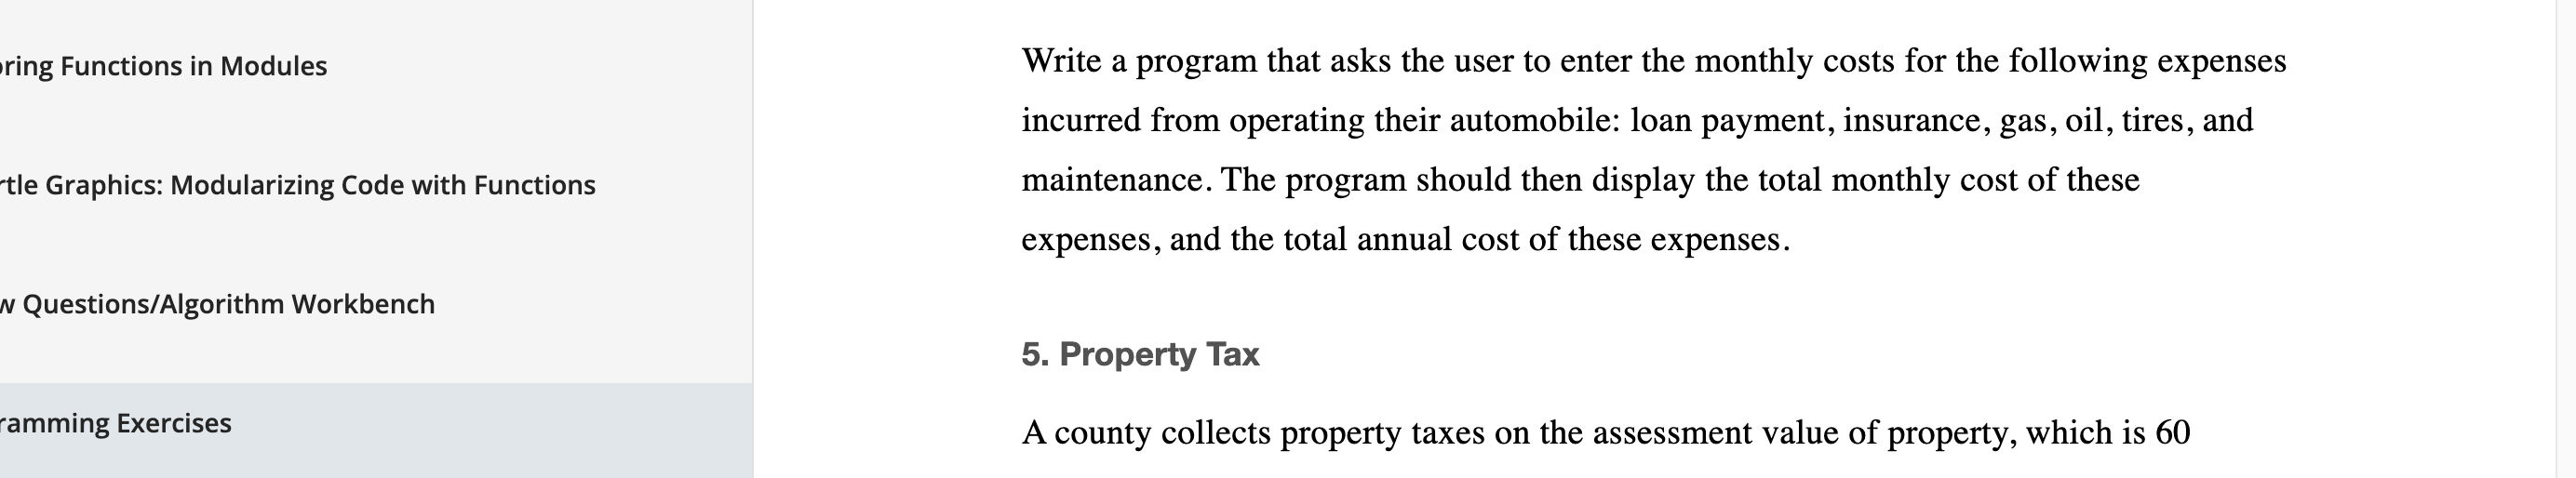 oring Functions in Modules
rtle Graphics: Modularizing Code with Functions
w Questions/Algorithm Workbench
ramming Exercises
Write a program that asks the user to enter the monthly costs for the following expenses
incurred from operating their automobile: loan payment, insurance, gas, oil, tires, and
maintenance. The program should then display the total monthly cost of these
expenses, and the total annual cost of these expenses.
5. Property Tax
A county collects property taxes on the assessment value of property, which is 60